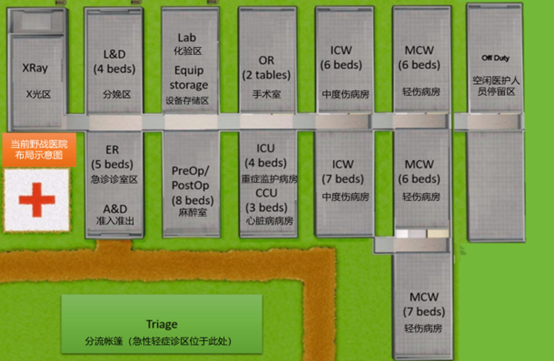 XRay
X光区
L&D
(4 beds)
分娩区
Lab
化验区
Equip
storage
设备存储区
OR
(2 tables)
手术室
ICW
(6 beds)
中度伤病房
MCW
(6 beds)
轻伤病房
Off Duty
空闲医护人
员停留区
当前野战医院
布局示意图
ER
(5 beds)
急诊诊室区
A&D
准入准出
PreOp/
PostOp
(8 beds)
麻醉室
ICU
(4 beds)
重症监护病房
CCU
(3 beds)
心脏病病房
ICW
(7 beds)
中度伤病房
MCW
(6 beds)
轻伤病房
MCW
(7 beds)
轻伤病房
Triage
分流帐篷（急性轻症诊区位于此处）